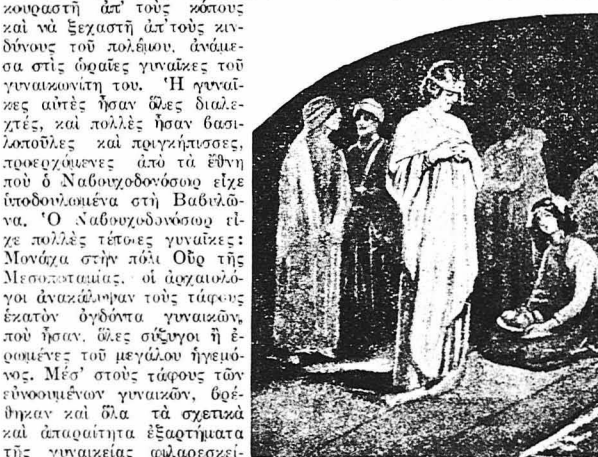 κουραστῆ ἀπ' τοὺς κόπους
καὶ νὰ ξεχαστῆ ἀπ' τοὺς κιν-
δύνους τοῦ πολέμου, ἀνάμε-
σα στὶς ὡραῖες γυναῖκες τοῦ
γυναικωνίτη του. Ἡ γυναῖ-
κες αὐτὲς ἦσαν ὅλες διαλε-
χτές, καὶ πολλὲς ἦσαν βασι-
λοποῦλες καὶ πριγκήπισσες,
προερχόμενες ἀπὸ τὰ ἔθνη
ποὺ ὁ Ναβουχοδονόσωρ εἶχε
ὑποδουλωμένα στὴ Βαβυλῶ-
να. Ὁ Ναβουχοδονόσωρ εἶ-
χε πολλὲς τέτοιες γυναῖκες:
Μονάχα στὴν πόλι Οὒρ τῆς
Μεσοποταμίας, οἱ ἀρχαιολό-
γοι ἀνακάλυψαν τοὺς τάφους
ἑκατὸν ὀγδόντα γυναικῶν,
ποὺ ἦσαν, ὅλες σύζυγοι ἢ ἐ-
ρωμένες τοῦ μεγάλου ἡγεμό-
νος. Μέσ' στοὺς τάφους τῶν
εὐνοουμένων γυναικῶν, βρέ-
θηκαν καὶ ὅλα τὰ σχετικὰ
καὶ ἀπαραίτητα ἐξαρτήματα
τῆς γυναικείας φιλαρεσκεί-